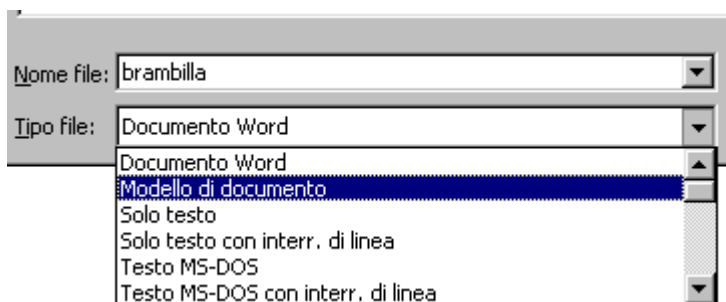 Nome file: brambilla
Tipo file: Documento Word
Documento Word
Modello di documento
Solo testo
Solo testo con interr. di linea
Testo MS-DOS
Testo MS-DOS con interr. di linea